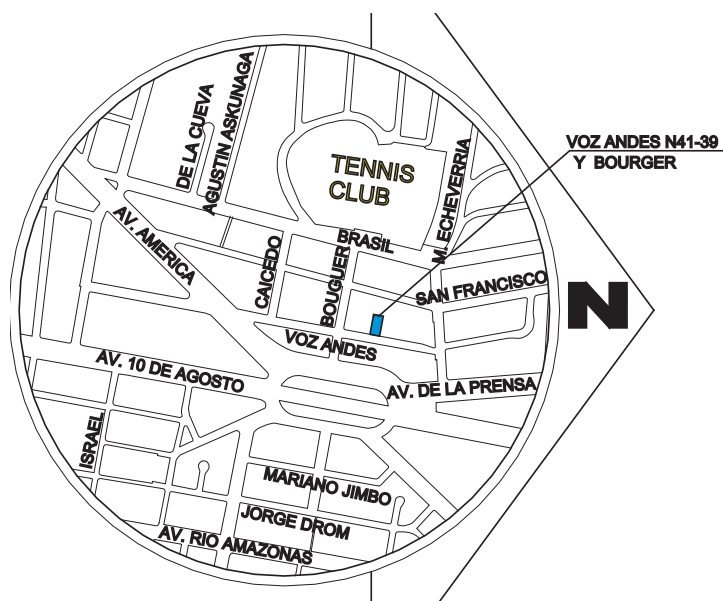 DE LA CUEVA
AGUSTIN ASKUNAGA
TENNIS
CLUB
M. ECHEVERRIA
VOZ ANDES N41-39
Y BOURGER
AV. AMERICA
CAICEDO
BOUGUER
BRASIL
SAN FRANCISCO
N
VOZ ANDES
AV. 10 DE AGOSTO
AV. DE LA PRENSA
ISRAEL
MARIANO JIMBO
JORGE DROM
AV. RIO AMAZONAS